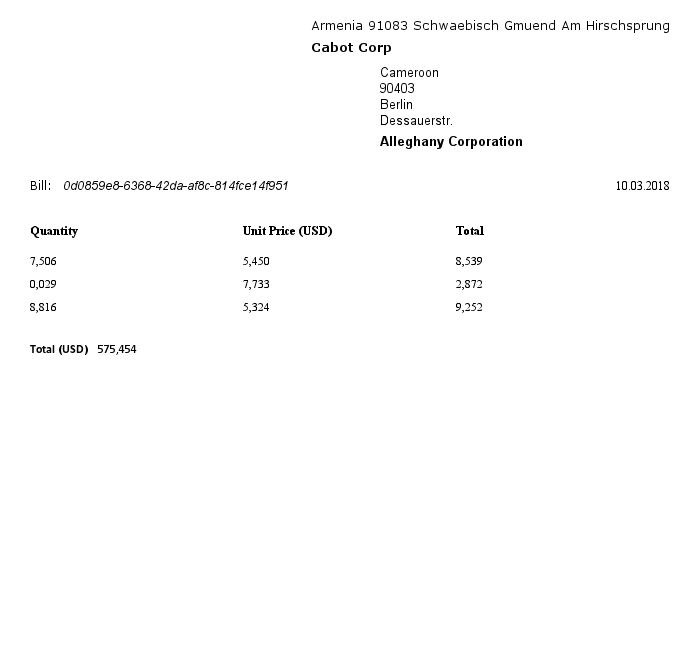 Armenia 91083 Schwaebisch Gmuend Am Hirschsprung
Cabot Corp
Cameroon
90403
Berlin
Dessauerstr.
Alleghany Corporation
Bill: 0d0859e8-6368-42da-af8c-814fce14f951 10.03.2018
Quantity Unit Price (USD) Total
7,506 5,450 8,539
0,029 7,733 2,872
8,816 5,324 9,252
Total (USD) 575,454